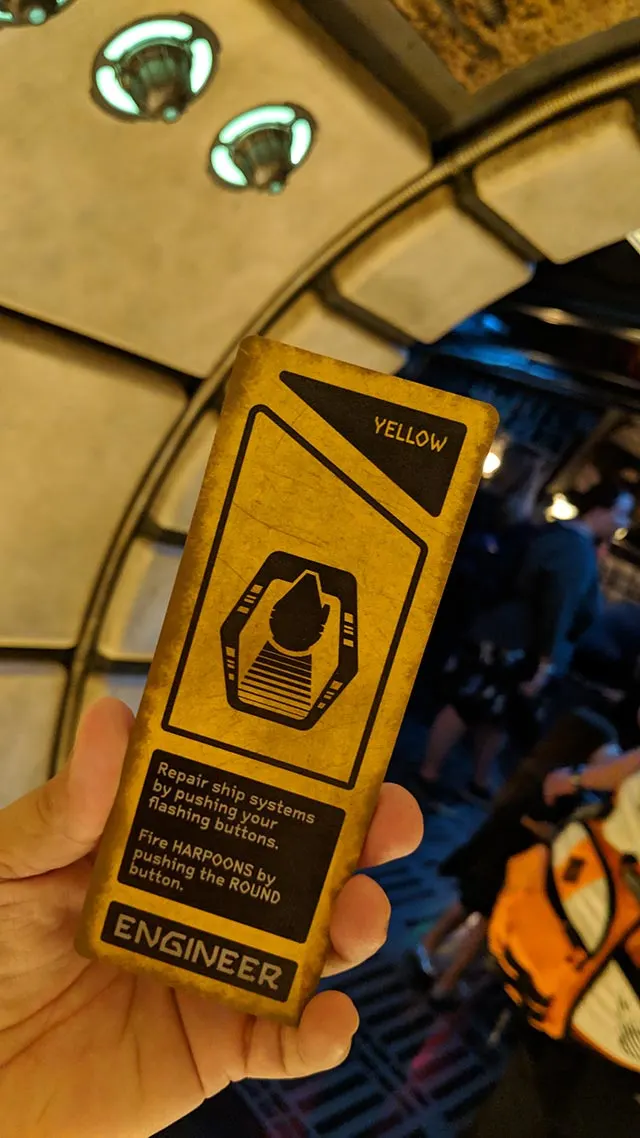 YELLOW
Repair ship systems
by pushing your
flashing buttons.
Fire HARPOONS by
pushing the ROUND
button.
ENGINEER